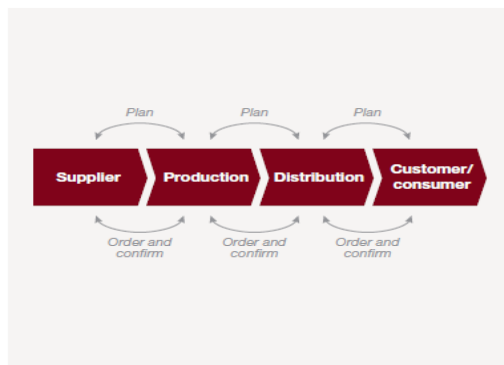 Plan
Plan
Plan
Supplier
Production
Distribution
Customer/
consumer
Order and
confirm
Order and
confirm
Order and
confirm